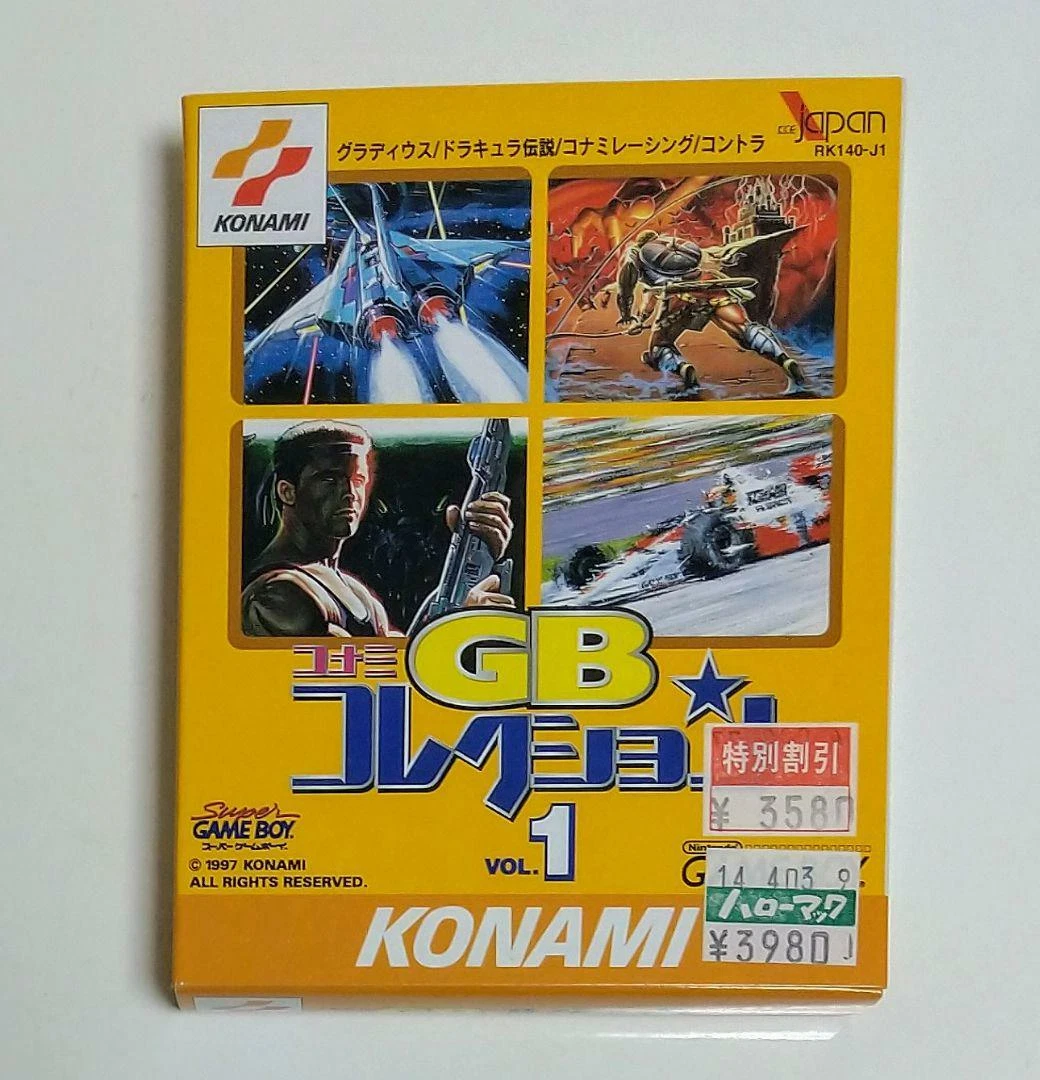 KONAMI
グラディウス/ドラキュラ伝説/コナミレーシング/コントラ
KCE Japan
RK140-J1
コナミ GB
コレクション
VOL.1
特別割引
¥ 3580
Super
GAME BOY
スーパーゲームボーイ
© 1997 KONAMI
ALL RIGHTS RESERVED.
Nintendo
14 403 9
ハローマック
¥3980
KONAMI